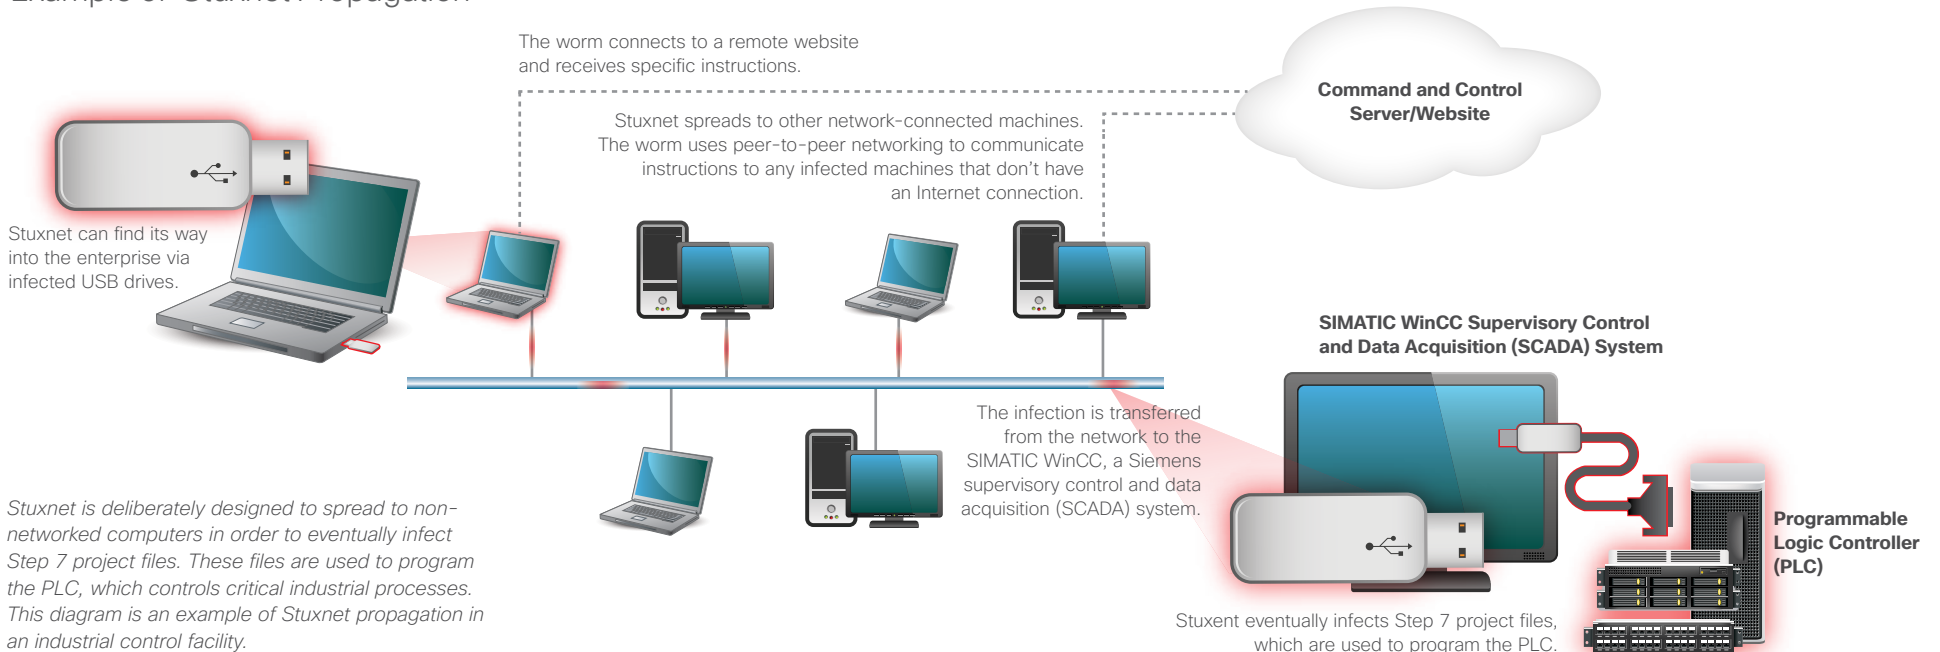 Example of Stuxnet Propagation
The worm connects to a remote website
and receives specific instructions.
Command and Control
Server/Website
Stuxnet spreads to other network-connected machines.
The worm uses peer-to-peer networking to communicate
instructions to any infected machines that don’t have
an Internet connection.
Stuxnet can find its way
into the enterprise via
infected USB drives.
SIMATIC WinCC Supervisory Control
and Data Acquisition (SCADA) System
The infection is transferred
from the network to the
SIMATIC WinCC, a Siemens
supervisory control and data
acquisition (SCADA) system.
Programmable
Logic Controller
(PLC)
Stuxnet is deliberately designed to spread to non-
networked computers in order to eventually infect
Step 7 project files. These files are used to program
the PLC, which controls critical industrial processes.
This diagram is an example of Stuxnet propagation in
an industrial control facility.
Stuxent eventually infects Step 7 project files,
which are used to program the PLC.